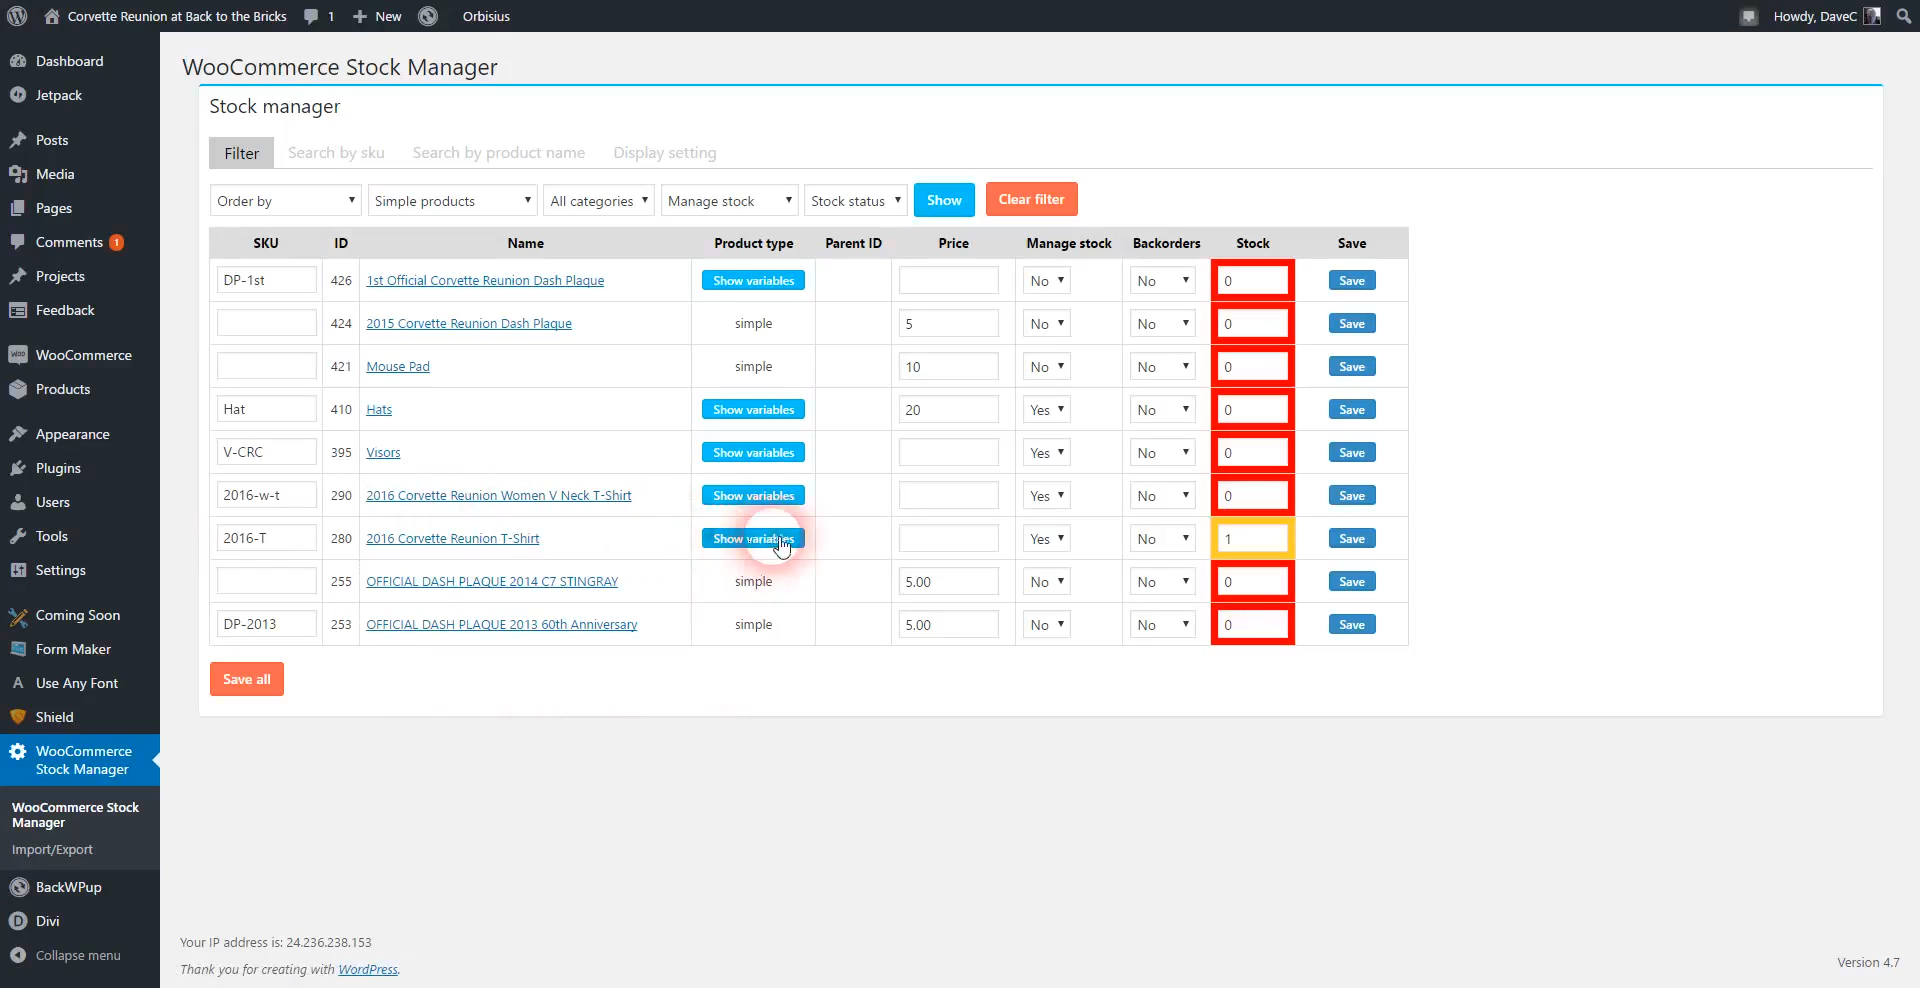 Corvette Reunion at Back to the Bricks 1 New Orbisius Howdy, DaveC
Dashboard
Jetpack
Posts
Media
Pages
Comments 1
Projects
Feedback
WooCommerce
Products
Appearance
Plugins
Users
Tools
Settings
Coming Soon
Form Maker
Use Any Font
Shield
WooCommerce
Stock Manager
WooCommerce Stock
Manager
Import/Export
BackWPup
Divi
Collapse menu
WooCommerce Stock Manager
Stock manager
Filter Search by sku Search by product name Display setting
Order by Simple products All categories Manage stock Stock status Show Clear filter
SKU ID Name Product type Parent ID Price Manage stock Backorders Stock Save
DP-1st 426 1st Official Corvette Reunion Dash Plaque Show variables No No 0 Save
424 2015 Corvette Reunion Dash Plaque simple 5 No No 0 Save
421 Mouse Pad simple 10 No No 0 Save
Hat 410 Hats Show variables 20 Yes No 0 Save
V-CRC 395 Visors Show variables Yes No 0 Save
2016-w-t 290 2016 Corvette Reunion Women V Neck T-Shirt Show variables Yes No 0 Save
2016-T 280 2016 Corvette Reunion T-Shirt Show variables Yes No 1 Save
255 OFFICIAL DASH PLAQUE 2014 C7 STINGRAY simple 5.00 No No 0 Save
DP-2013 253 OFFICIAL DASH PLAQUE 2013 60th Anniversary simple 5.00 No No 0 Save
Save all
Your IP address is: 24.236.238.153
Thank you for creating with WordPress.
Version 4.7